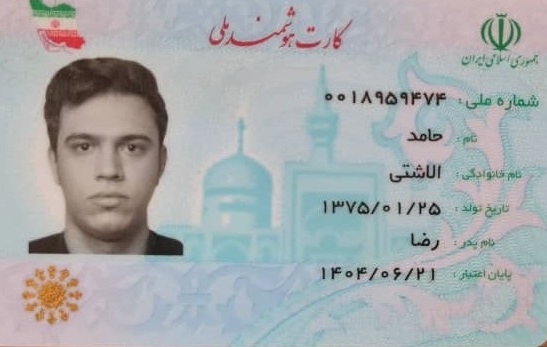 کارت هوشمند ملی
جمهوری اسلامی ایران
شماره ملی: ۰۰۱۸۹۵۹۴۷۴
نام: حامد
نام خانوادگی: الاشتی
تاریخ تولد: ۱۳۷۵/۰۱/۲۵
نام پدر: رضا
پایان اعتبار: ۱۴۰۴/۰۶/۲۱